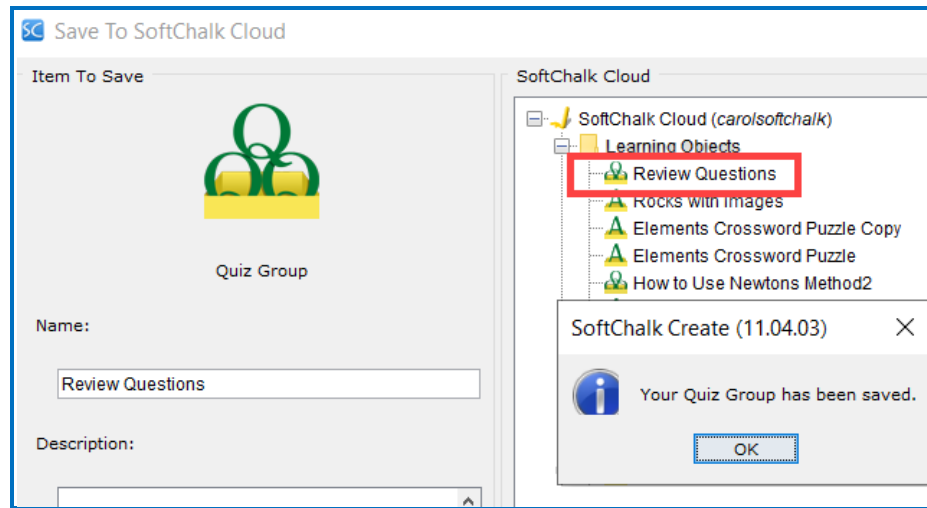 SC Save To SoftChalk Cloud
Item To Save
Quiz Group
Name:
Review Questions
Description:
SoftChalk Cloud
SoftChalk Cloud (carolsoftchalk)
Learning Objects
Review Questions
Rocks with Images
Elements Crossword Puzzle Copy
Elements Crossword Puzzle
How to Use Newtons Method2
SoftChalk Create (11.04.03)
Your Quiz Group has been saved.
OK